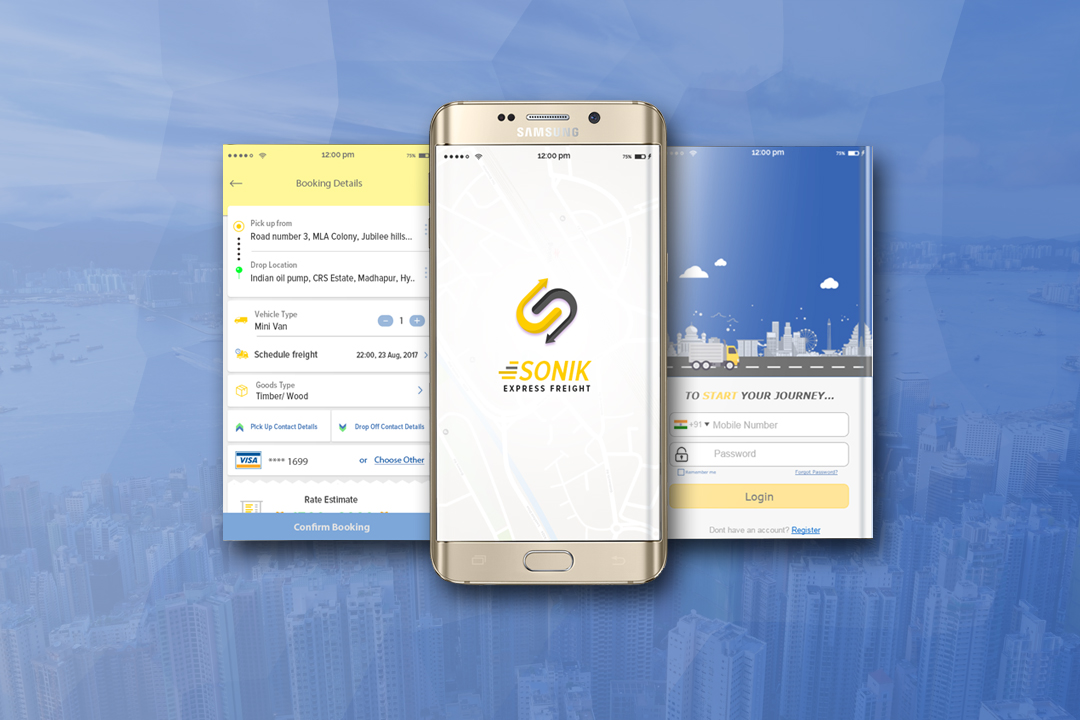 12:00 pm
75%
Booking Details
Pick up from
Road number 3, MLA Colony, Jubilee hills...
Drop Location
Indian oil pump, CRS Estate, Madhapur, Hy..
Vehicle Type
Mini Van
1
Schedule freight
22:00, 23 Aug, 2017
Goods Type
Timber/ Wood
Pick Up Contact Details
Drop Off Contact Details
VISA
**** 1699
or Choose Other
Rate Estimate
Confirm Booking
SAMSUNG
12:00 pm
75%
SONIK
EXPRESS FREIGHT
12:00 pm
75%
TO START YOUR JOURNEY...
+91
Mobile Number
Password
Remember me
Forgot Password?
Login
Dont have an account? Register